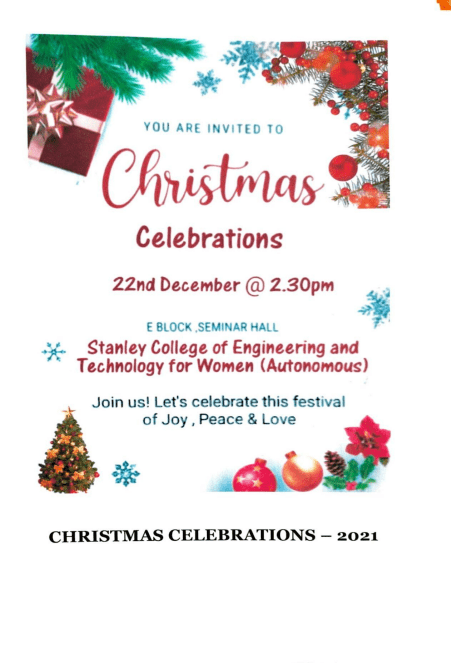 YOU ARE INVITED TO
Christmas
Celebrations
22nd December @ 2.30pm
E BLOCK ,SEMINAR HALL
Stanley College of Engineering and
Technology for Women (Autonomous)
Join us! Let's celebrate this festival
of Joy , Peace & Love
CHRISTMAS CELEBRATIONS – 2021